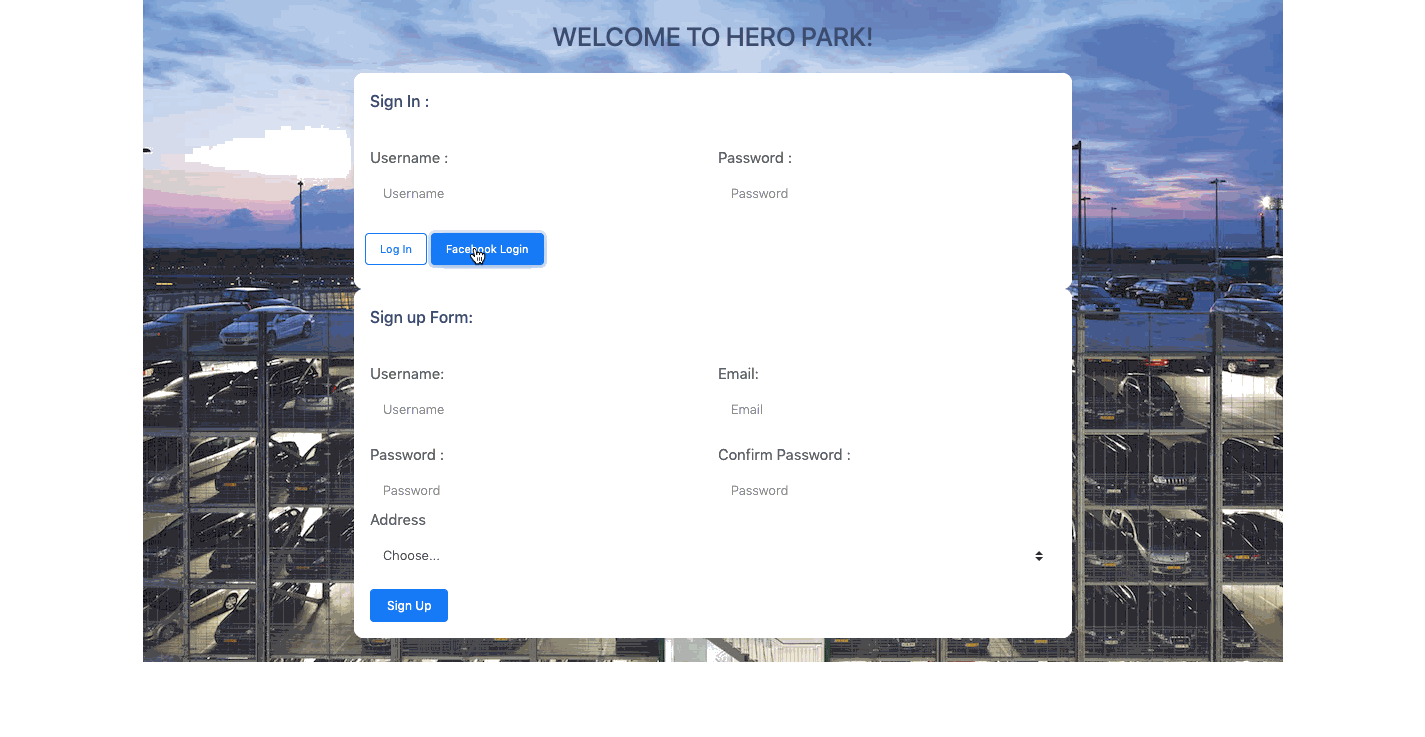 WELCOME TO HERO PARK!
Sign In :
Username : Password :
Username Password
Log In Facebook Login
Sign up Form:
Username: Email:
Username Email
Password : Confirm Password :
Password Password
Address
Choose...
Sign Up